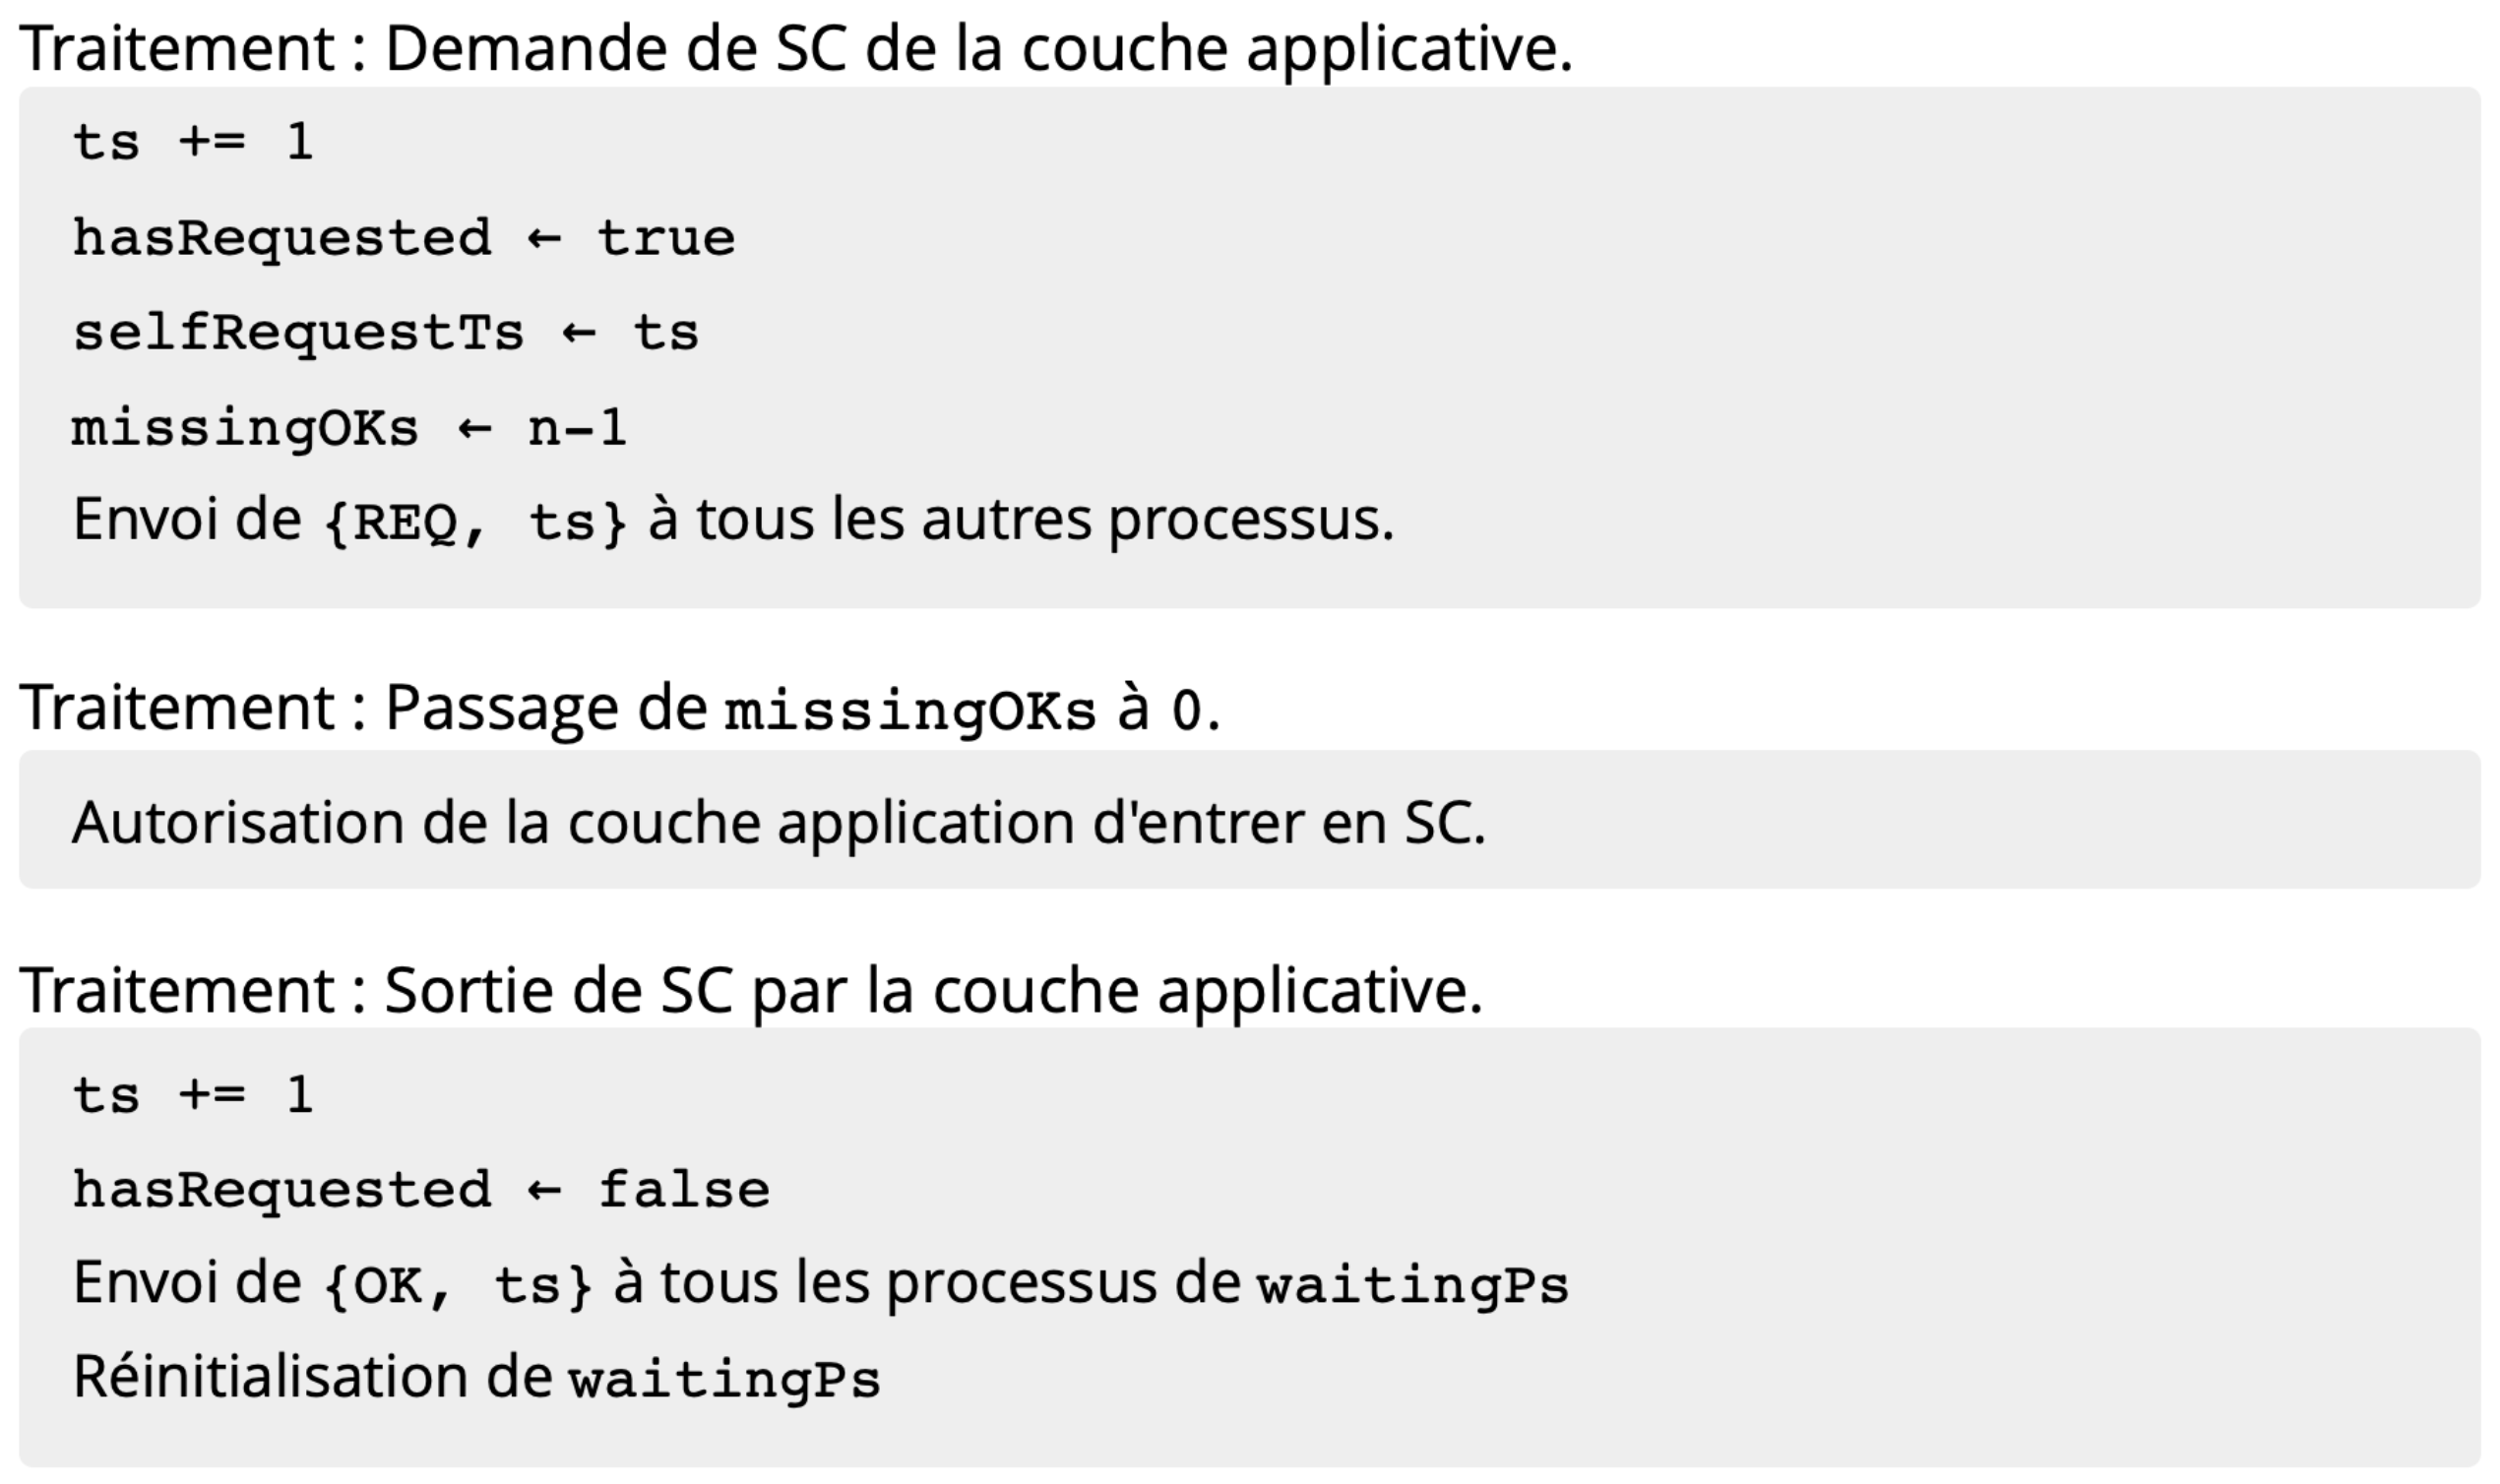 Traitement : Demande de SC de la couche applicative.
ts += 1
hasRequested ← true
selfRequestTs ← ts
missingOKs ← n-1
Envoi de {REQ, ts} à tous les autres processus.
Traitement : Passage de missingOKs à 0.
Autorisation de la couche application d'entrer en SC.
Traitement : Sortie de SC par la couche applicative.
ts += 1
hasRequested ← false
Envoi de {OK, ts} à tous les processus de waitingPs
Réinitialisation de waitingPs